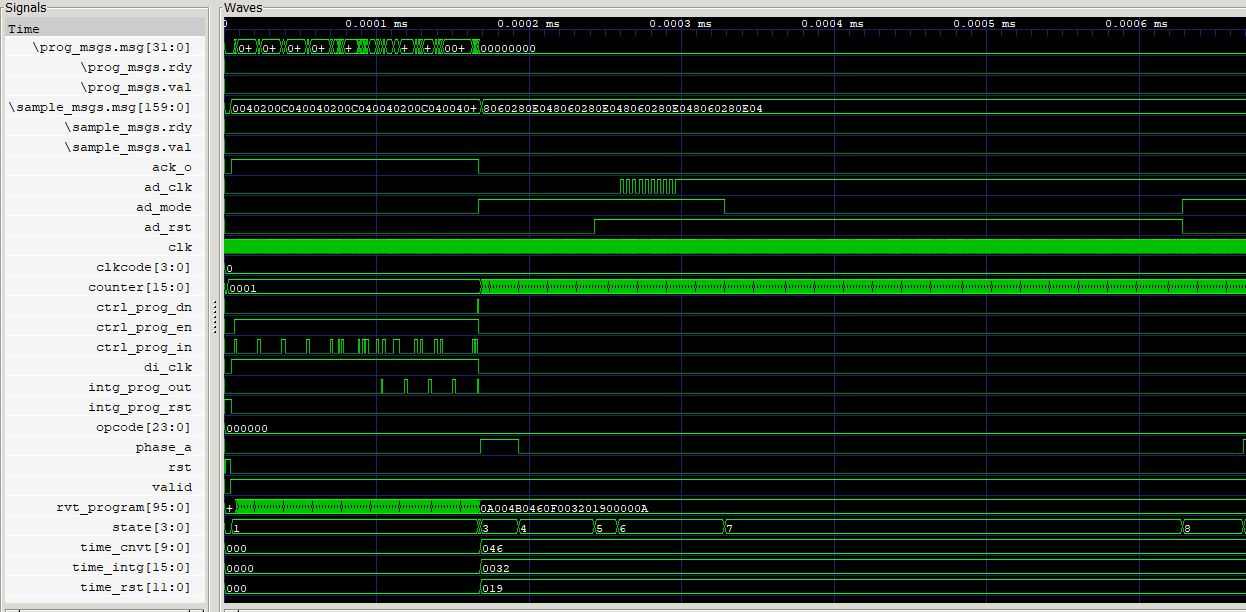 Signals Waves
Time 0 0.0001 ms 0.0002 ms 0.0003 ms 0.0004 ms 0.0005 ms 0.0006 ms
\prog_msgs.msg[31:0] 0+ 0+ 0+ 0+ + + + 00+ 00000000
\prog_msgs.rdy
\prog_msgs.val
\sample_msgs.msg[159:0] 0040200C040040200C040040200C040040+ 8060280E048060280E048060280E048060280E04
\sample_msgs.rdy
\sample_msgs.val
ack_o
ad_clk
ad_mode
ad_rst
clk
clkcode[3:0] 0
counter[15:0] 0001
ctrl_prog_dn
ctrl_prog_en
ctrl_prog_in
di_clk
intg_prog_out
intg_prog_rst
opcode[23:0] 000000
phase_a
rst
valid
rvt_program[95:0] + 0A004B0460F003201900000A
state[3:0] 1 3 4 5 6 7 8
time_cnvt[9:0] 000 046
time_intg[15:0] 0000 0032
time_rst[11:0] 000 019